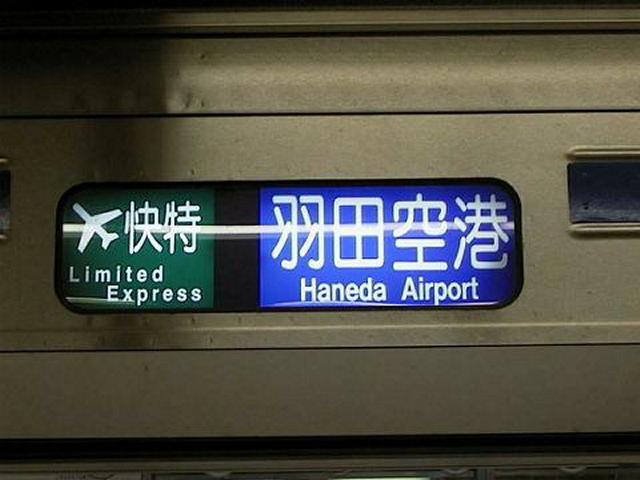 快特
Limited
Express
羽田空港
Haneda Airport